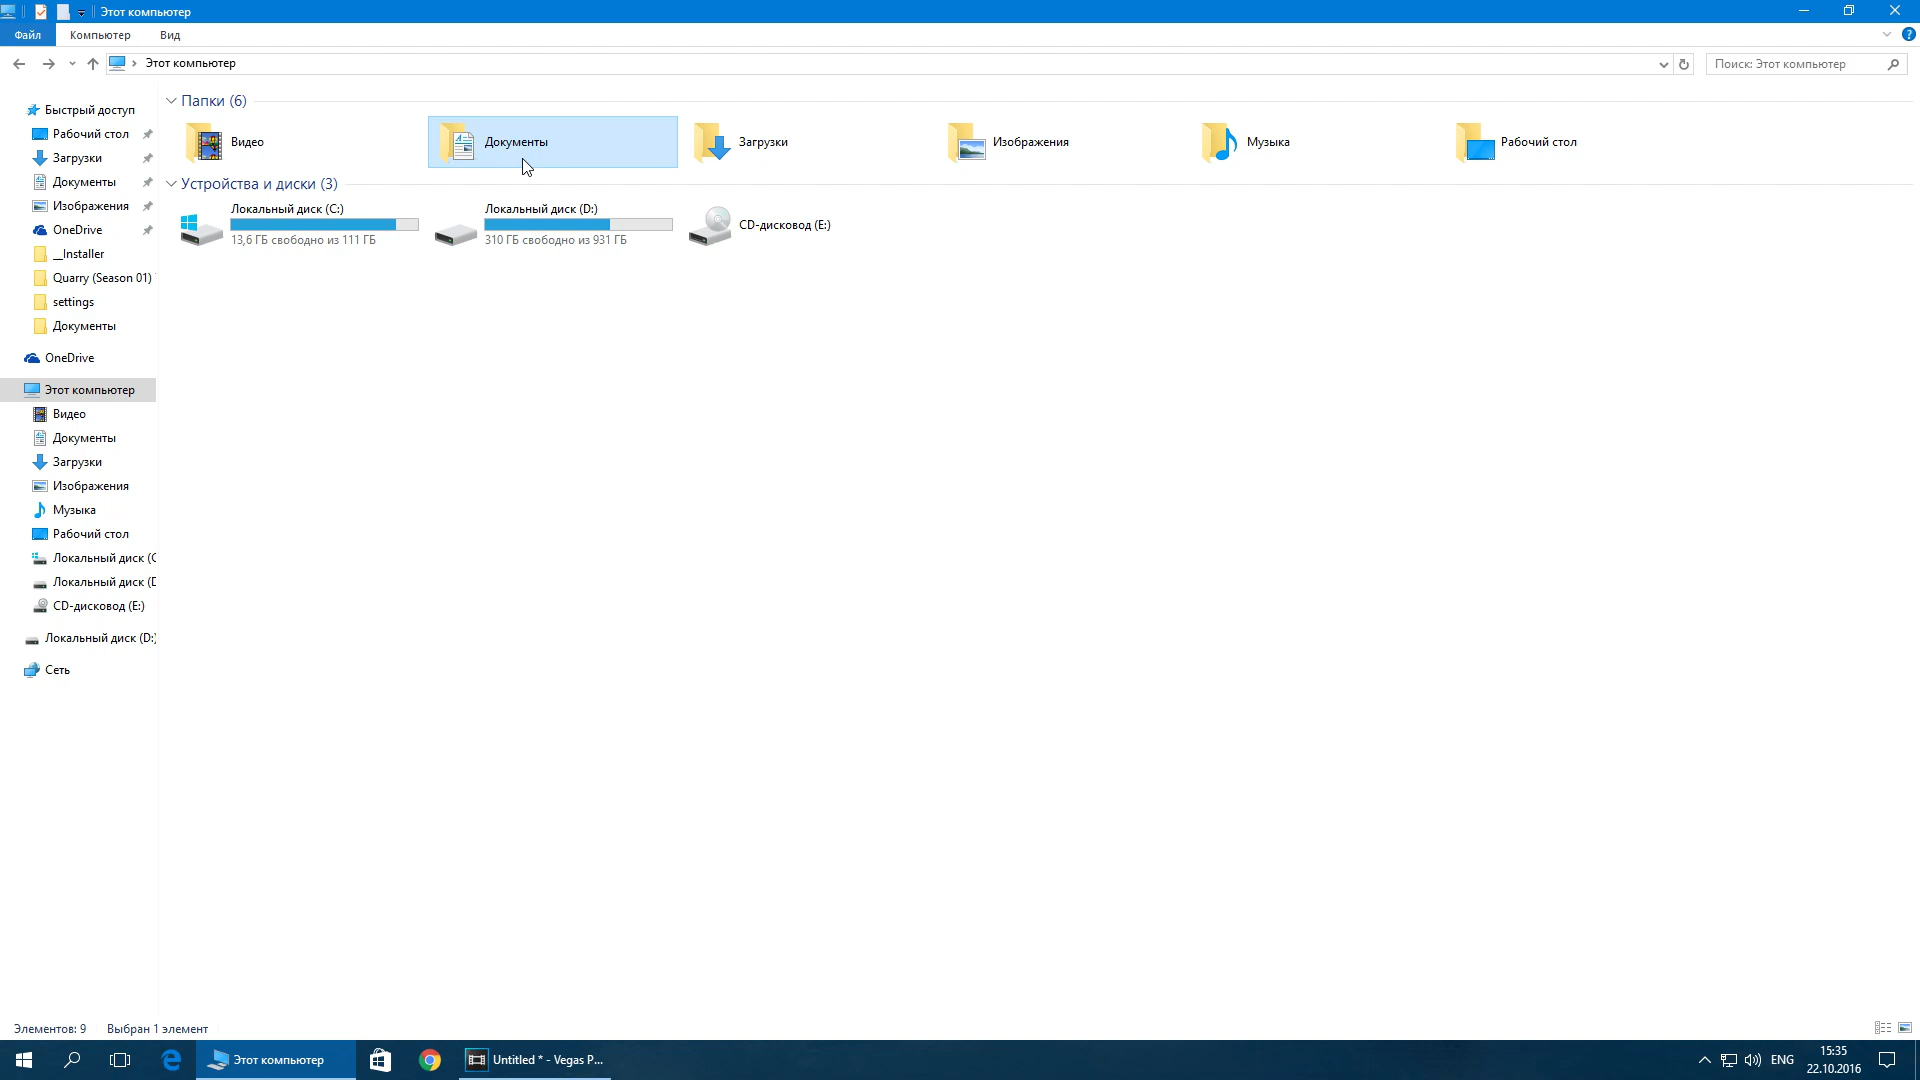 Этот компьютер
Файл Компьютер Вид
Этот компьютер
Поиск: Этот компьютер
Быстрый доступ
Рабочий стол
Загрузки
Документы
Изображения
OneDrive
__Installer
Quarry (Season 01)
settings
Документы
OneDrive
Этот компьютер
Видео
Документы
Загрузки
Изображения
Музыка
Рабочий стол
Локальный диск (C
Локальный диск (D
CD-дисковод (E:)
Локальный диск (D:)
Сеть
Папки (6)
Видео
Документы
Загрузки
Изображения
Музыка
Рабочий стол
Устройства и диски (3)
Локальный диск (C:)
13,6 ГБ свободно из 111 ГБ
Локальный диск (D:)
310 ГБ свободно из 931 ГБ
CD-дисковод (E:)
Элементов: 9 Выбран 1 элемент
Этот компьютер
Untitled * - Vegas P...
ENG
15:35
22.10.2016